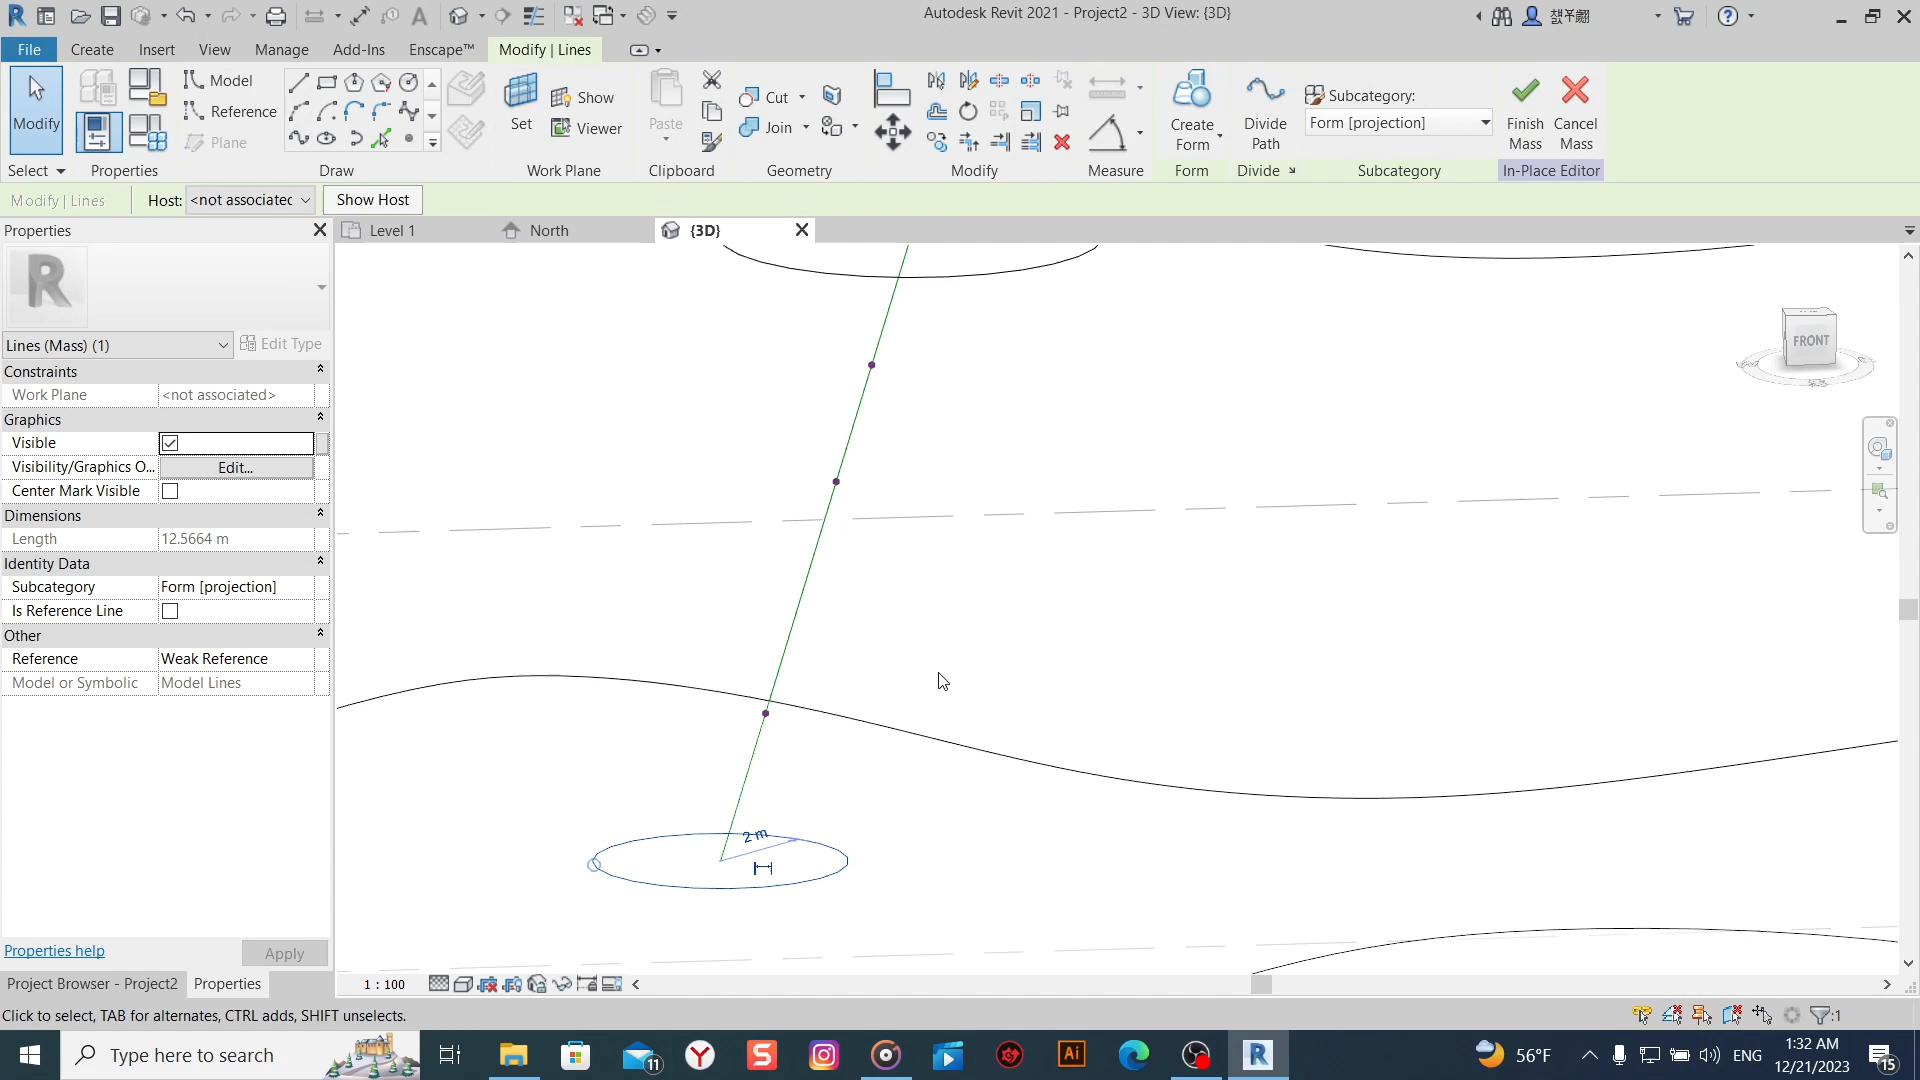 Autodesk Revit 2021 - Project2 - 3D View: {3D}
File Create Insert View Manage Add-Ins Enscape™ Modify | Lines
Modify
Model
Reference
Plane
Set
Show
Viewer
Paste
Cut
Join
Create Form
Divide Path
Subcategory:
Form [projection]
Finish Mass
Cancel Mass
Select Properties Draw Work Plane Clipboard Geometry Modify Measure Form Divide Subcategory In-Place Editor
Modify | Lines Host: <not associatec Show Host
Properties
Level 1 North {3D}
R
Lines (Mass) (1) Edit Type
Constraints
Work Plane <not associated>
Graphics
Visible
Visibility/Graphics O... Edit...
Center Mark Visible
Dimensions
Length 12.5664 m
Identity Data
Subcategory Form [projection]
Is Reference Line
Other
Reference Weak Reference
Model or Symbolic Model Lines
FRONT
2 m
Properties help Apply
Project Browser - Project2 Properties
1 : 100
Click to select, TAB for alternates, CTRL adds, SHIFT unselects.
:1
Type here to search
11
Ai
R
56°F
ENG
1:32 AM
12/21/2023
15